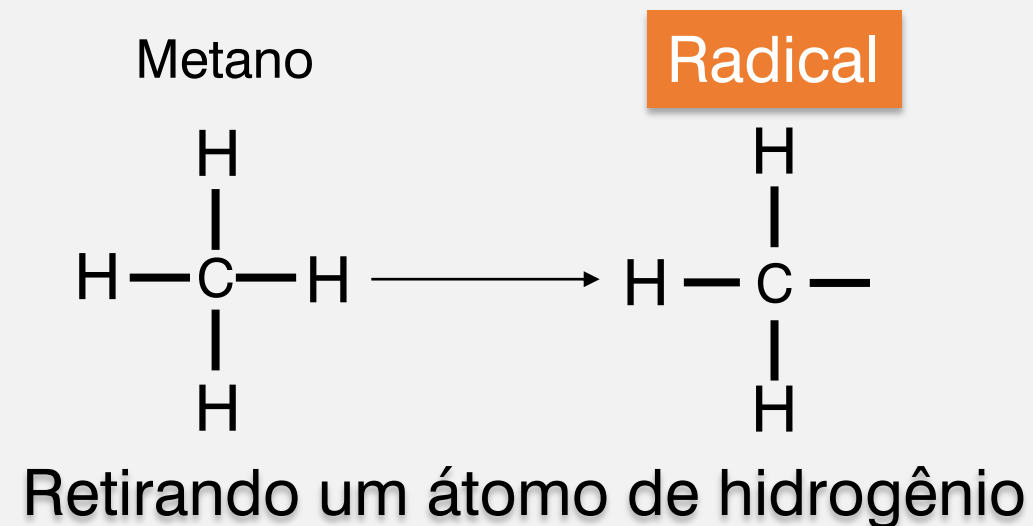 Metano
Radical
H
H
H C H
H C
H
H
Retirando um átomo de hidrogênio